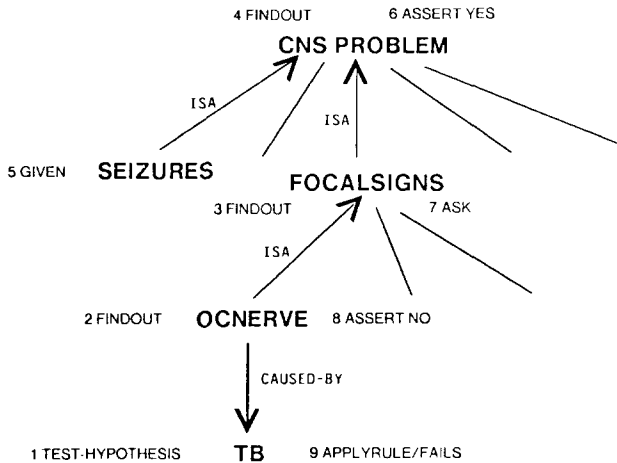 4 FINDOUT 6 ASSERT YES
CNS PROBLEM
ISA ISA
5 GIVEN SEIZURES
FOCALSIGNS
3 FINDOUT 7 ASK
ISA
2 FINDOUT OCNERVE 8 ASSERT NO
CAUSED-BY
1 TEST-HYPOTHESIS TB 9 APPLYRULE/FAILS